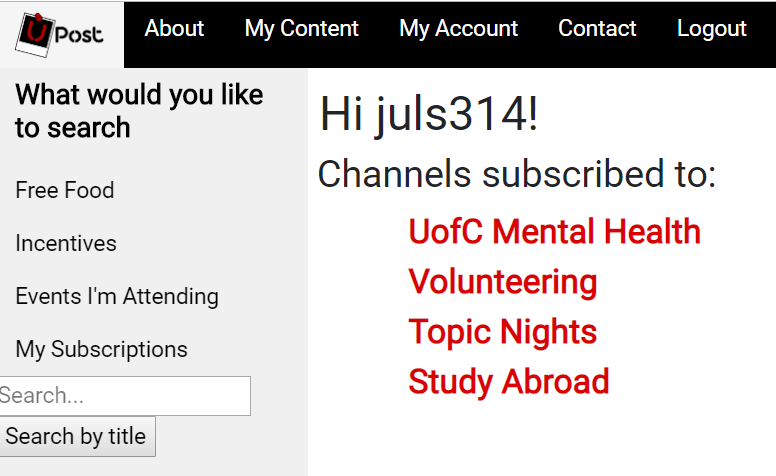 U Post
About
My Content
My Account
Contact
Logout
What would you like
to search
Free Food
Incentives
Events I'm Attending
My Subscriptions
Search...
Search by title
Hi juls314!
Channels subscribed to:
UofC Mental Health
Volunteering
Topic Nights
Study Abroad